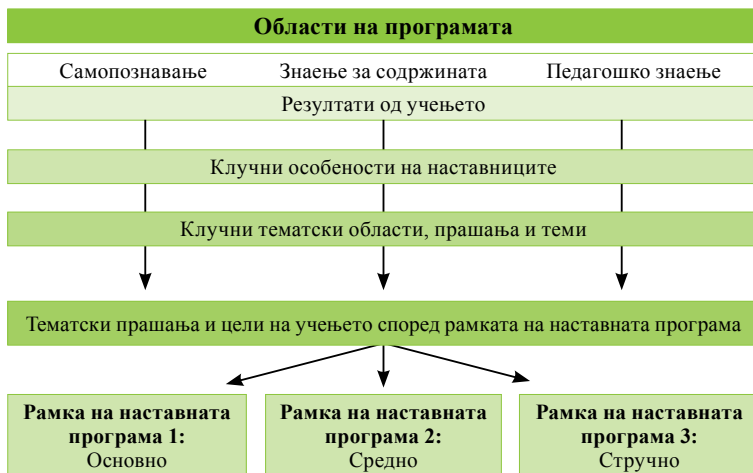 Области на програмата
Самопознавање Знаење за содржината Педагошко знаење
Резултати од учењето
Клучни особености на наставниците
Клучни тематски области, прашања и теми
Тематски прашања и цели на учењето според рамката на наставната програма
Рамка на наставната програма 1:
Основно
Рамка на наставната програма 2:
Средно
Рамка на наставната програма 3:
Стручно